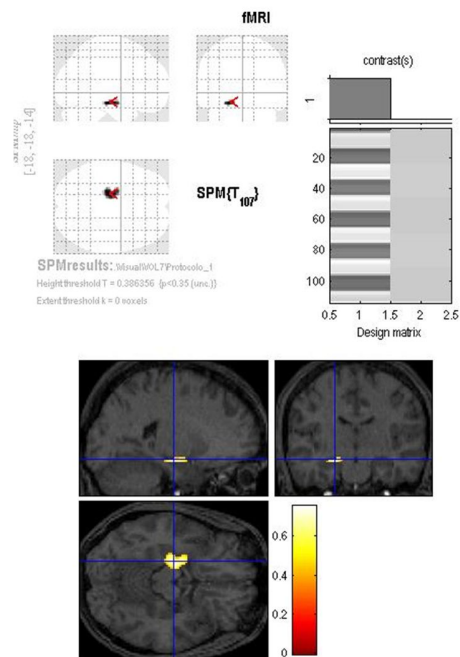 fMRI
[-18, -18, -14]
SPM{T107}
SPMresults: .\Visual\VOL7\Protocolo_1
Height threshold T = 0.386356 {p<0.35 (unc.)}
Extent threshold k = 0 voxels
contrast(s)
1
20
40
60
80
100
0.5 1 1.5 2 2.5
Design matrix
0.6
0.4
0.2
0